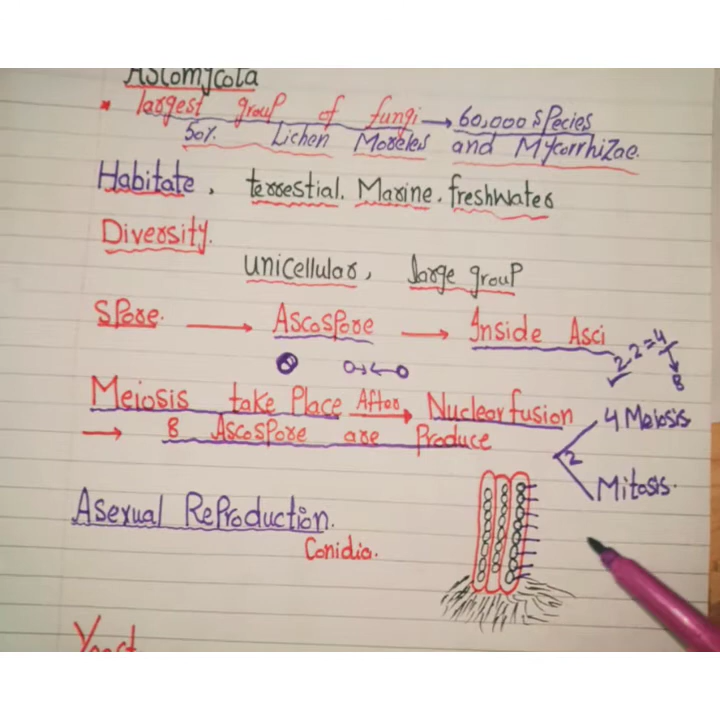 Ascomycota
* largest group of fungi → 60,000 species
50% Lichen Moreles and Mycorrhizae.
Habitate, terrestial. Marine. freshwater
Diversity.
unicellular, large group
Spore. → Ascospore → Inside Asci
2 2 = 4
8
Meiosis take Place After → Nuclear fusion
→ 8 Ascospore are Produce
4 Meiosis
2
Mitosis.
Asexual Reproduction.
Conidia.
Yeast